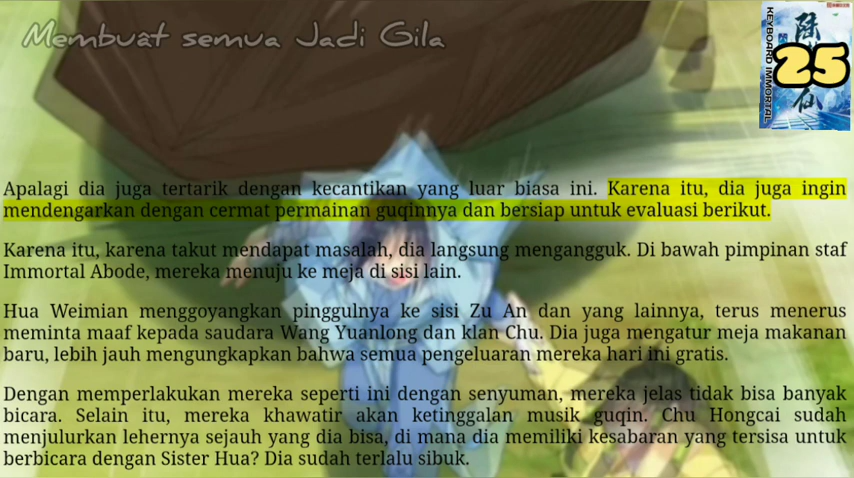 Membuat semua Jadi Gila
KEYBOARD IMMORTAL
25
Apalagi dia juga tertarik dengan kecantikan yang luar biasa ini. Karena itu, dia juga ingin
mendengarkan dengan cermat permainan guqinnya dan bersiap untuk evaluasi berikut.
Karena itu, karena takut mendapat masalah, dia langsung mengangguk. Di bawah pimpinan staf
Immortal Abode, mereka menuju ke meja di sisi lain.
Hua Weimian menggoyangkan pinggulnya ke sisi Zu An dan yang lainnya, terus menerus
meminta maaf kepada saudara Wang Yuanlong dan klan Chu. Dia juga mengatur meja makanan
baru, lebih jauh mengungkapkan bahwa semua pengeluaran mereka hari ini gratis.
Dengan memperlakukan mereka seperti ini dengan senyuman, mereka jelas tidak bisa banyak
bicara. Selain itu, mereka khawatir akan ketinggalan musik guqin. Chu Hongcai sudah
menjulurkan lehernya sejauh yang dia bisa, di mana dia memiliki kesabaran yang tersisa untuk
berbicara dengan Sister Hua? Dia sudah terlalu sibuk.